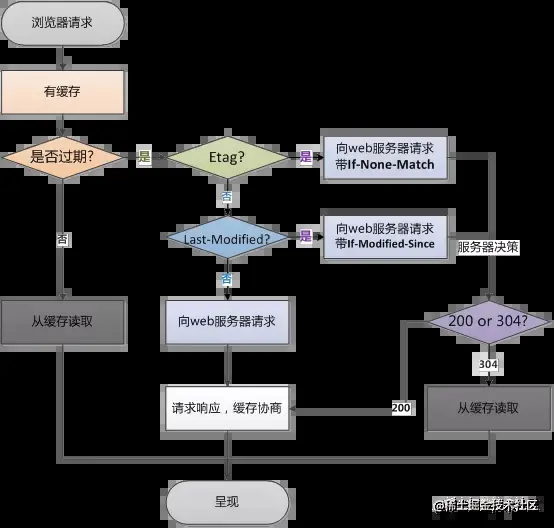 浏览器请求
有缓存
是否过期?
是
Etag?
是
向web服务器请求
带If-None-Match
否
否
Last-Modified?
是
向web服务器请求
带If-Modified-Since
服务器决策
否
从缓存读取
向web服务器请求
200 or 304?
304
请求响应，缓存协商
200
从缓存读取
呈现
@稀土掘金技术社区